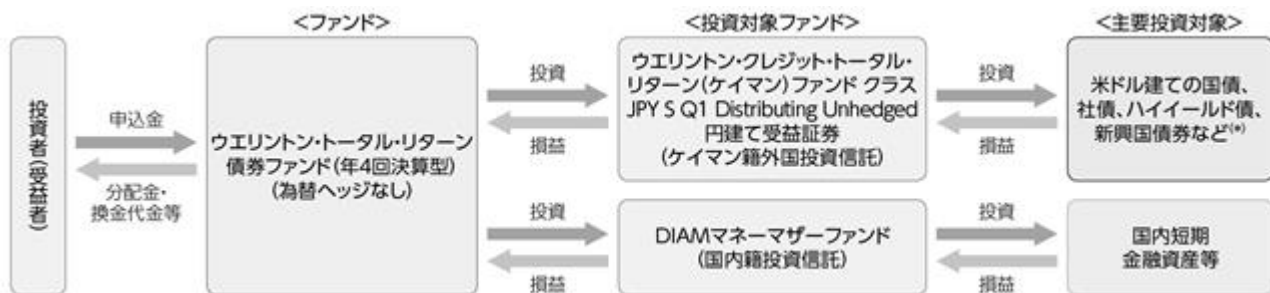 ＜ファンド＞
＜投資対象ファンド＞
＜主要投資対象＞
投資者（受益者）
申込金
分配金・
換金代金等
ウエリントン・トータル・リターン
債券ファンド（年4回決算型）
（為替ヘッジなし）
投資
損益
ウエリントン・クレジット・トータル・
リターン（ケイマン）ファンド クラス
JPY S Q1 Distributing Unhedged
円建て受益証券
（ケイマン籍外国投資信託）
投資
損益
米ドル建ての国債、
社債、ハイイールド債、
新興国債券など(*)
投資
損益
DIAMマネーマザーファンド
（国内籍投資信託）
投資
損益
国内短期
金融資産等